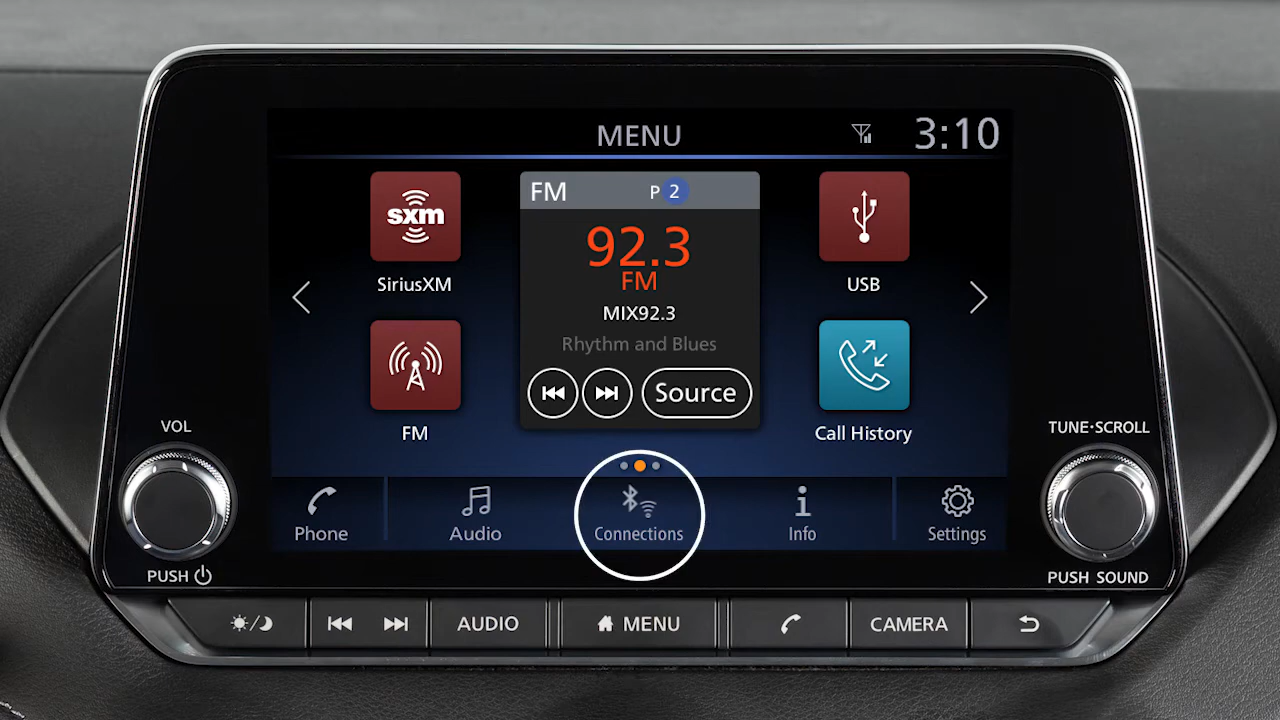 MENU
3:10
sxm
SiriusXM
FM P 2
92.3
FM
MIX92.3
Rhythm and Blues
Source
USB
FM
Call History
VOL
TUNE·SCROLL
Phone
Audio
Connections
Info
Settings
PUSH
PUSH SOUND
AUDIO
MENU
CAMERA